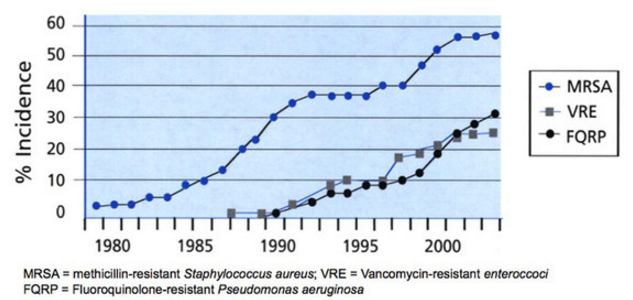 60
50
40
30
20
10
0
% Incidence
1980 1985 1990 1995 2000
MRSA
VRE
FQRP
MRSA = methicillin-resistant Staphylococcus aureus; VRE = Vancomycin-resistant enteroccoci
FQRP = Fluoroquinolone-resistant Pseudomonas aeruginosa